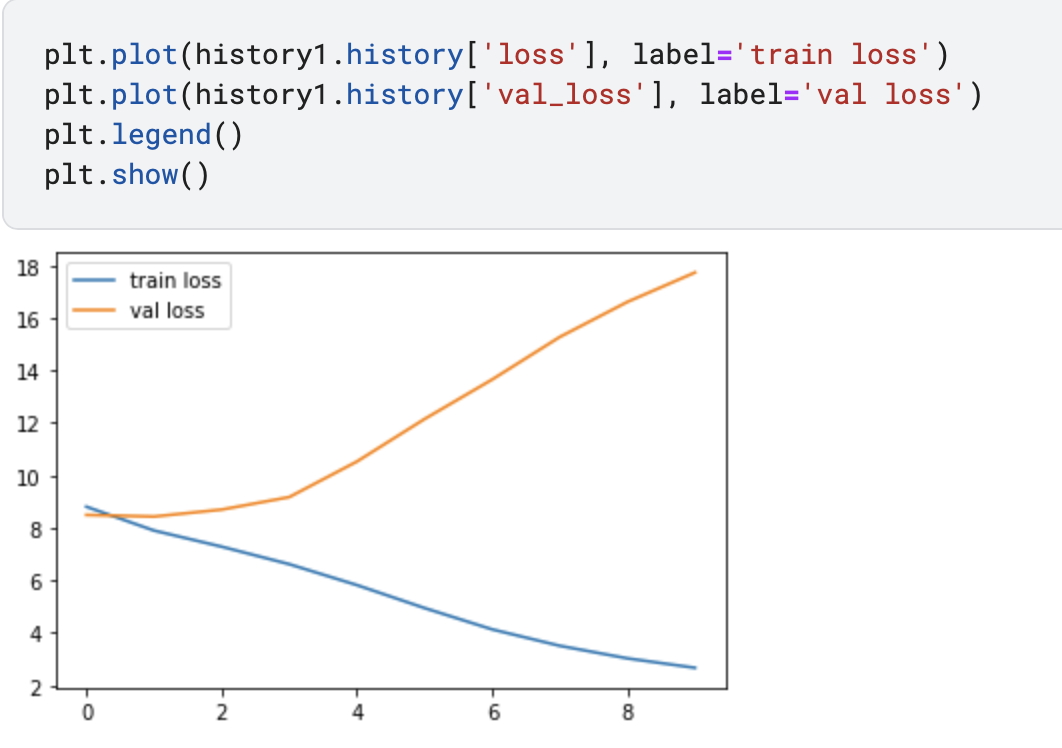 plt.plot(history1.history['loss'], label='train loss')
plt.plot(history1.history['val_loss'], label='val loss')
plt.legend()
plt.show()
18
16
14
12
10
8
6
4
2
train loss
val loss
0 2 4 6 8